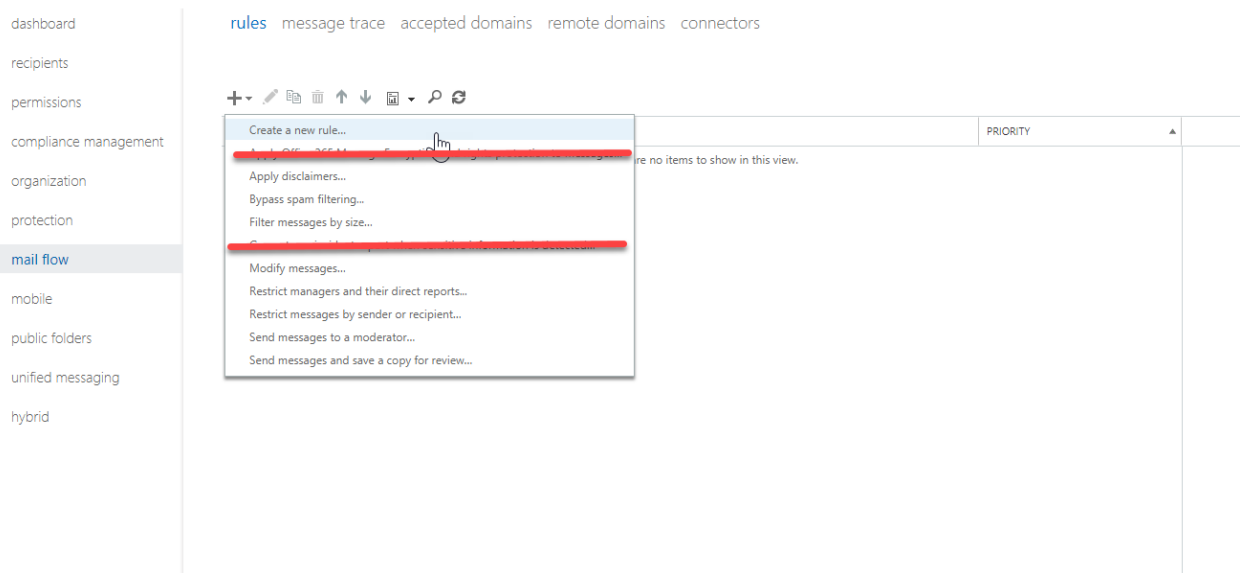 dashboard
recipients
permissions
compliance management
organization
protection
mail flow
mobile
public folders
unified messaging
hybrid
rules message trace accepted domains remote domains connectors
Create a new rule...
Apply disclaimers...
Bypass spam filtering...
Filter messages by size...
Modify messages...
Restrict managers and their direct reports...
Restrict messages by sender or recipient...
Send messages to a moderator...
Send messages and save a copy for review...
PRIORITY
no items to show in this view.